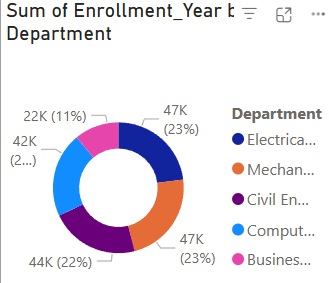 Sum of Enrollment_Year b
Department
22K (11%)
47K
(23%)
42K
(2...)
44K (22%)
47K
(23%)
Department
Electrica...
Mechan...
Civil En...
Comput...
Busines...